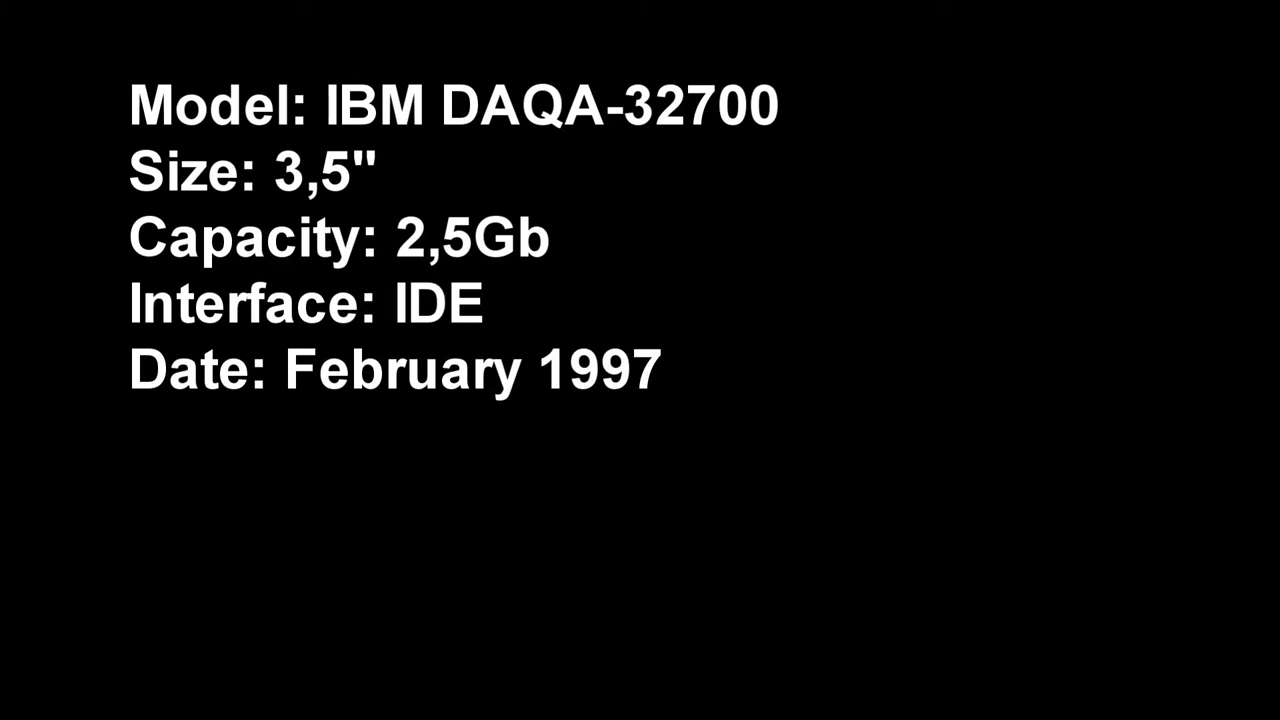 Model: IBM DAQA-32700
Size: 3,5"
Capacity: 2,5Gb
Interface: IDE
Date: February 1997